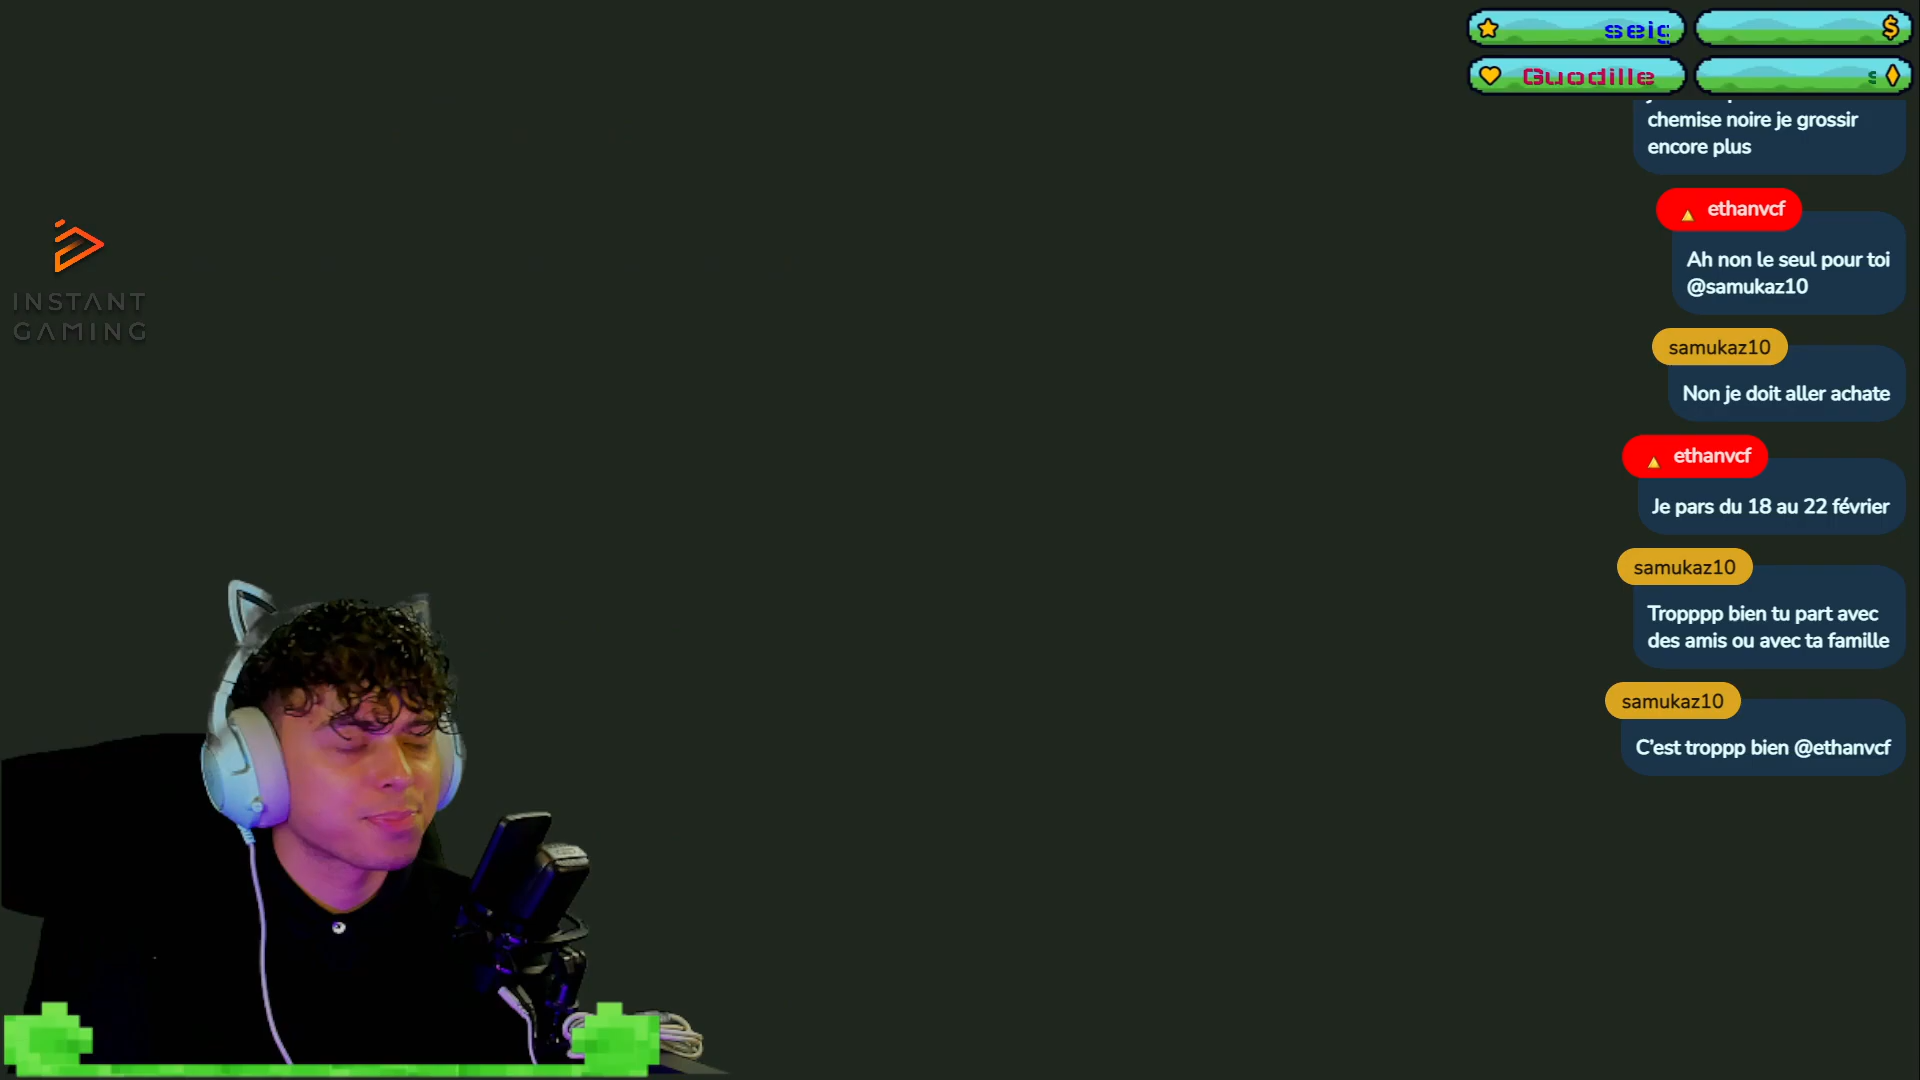 Guodille
chemise noire je grossir
encore plus
ethanvcf
Ah non le seul pour toi
@samukaz10
INSTANT
GAMING
samukaz10
Non je doit aller achate
ethanvcf
Je pars du 18 au 22 février
samukaz10
Tropppp bien tu part avec
des amis ou avec ta famille
samukaz10
C'est troppp bien @ethanvcf